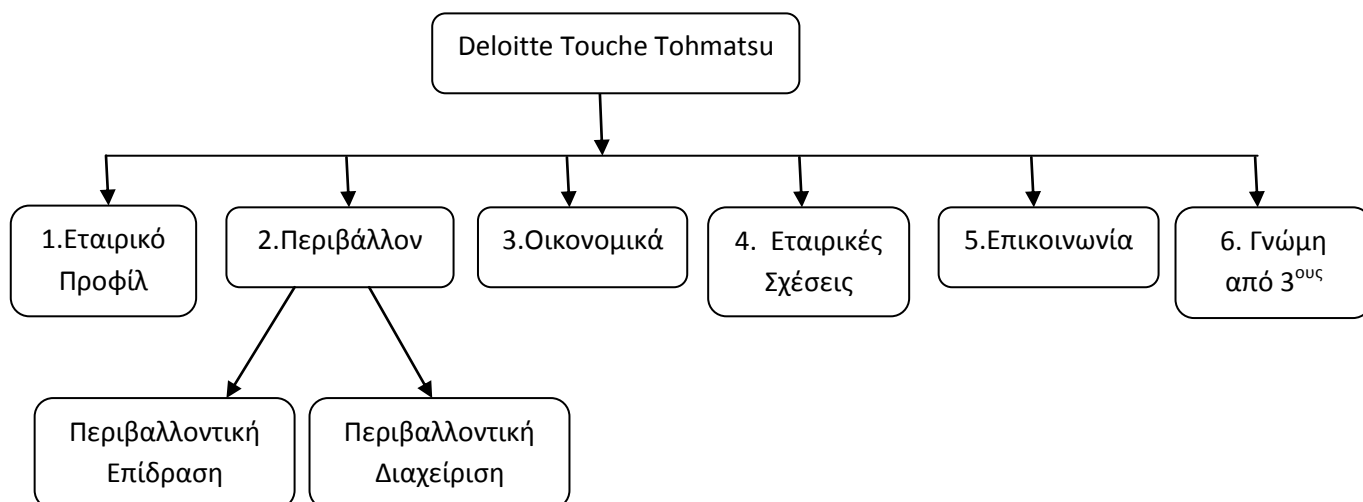 Deloitte Touche Tohmatsu
1.Εταιρικό
Προφίλ
2.Περιβάλλον
3.Οικονομικά
4. Εταιρικές
Σχέσεις
5.Επικοινωνία
6. Γνώμη
από 3ους
Περιβαλλοντική
Επίδραση
Περιβαλλοντική
Διαχείριση